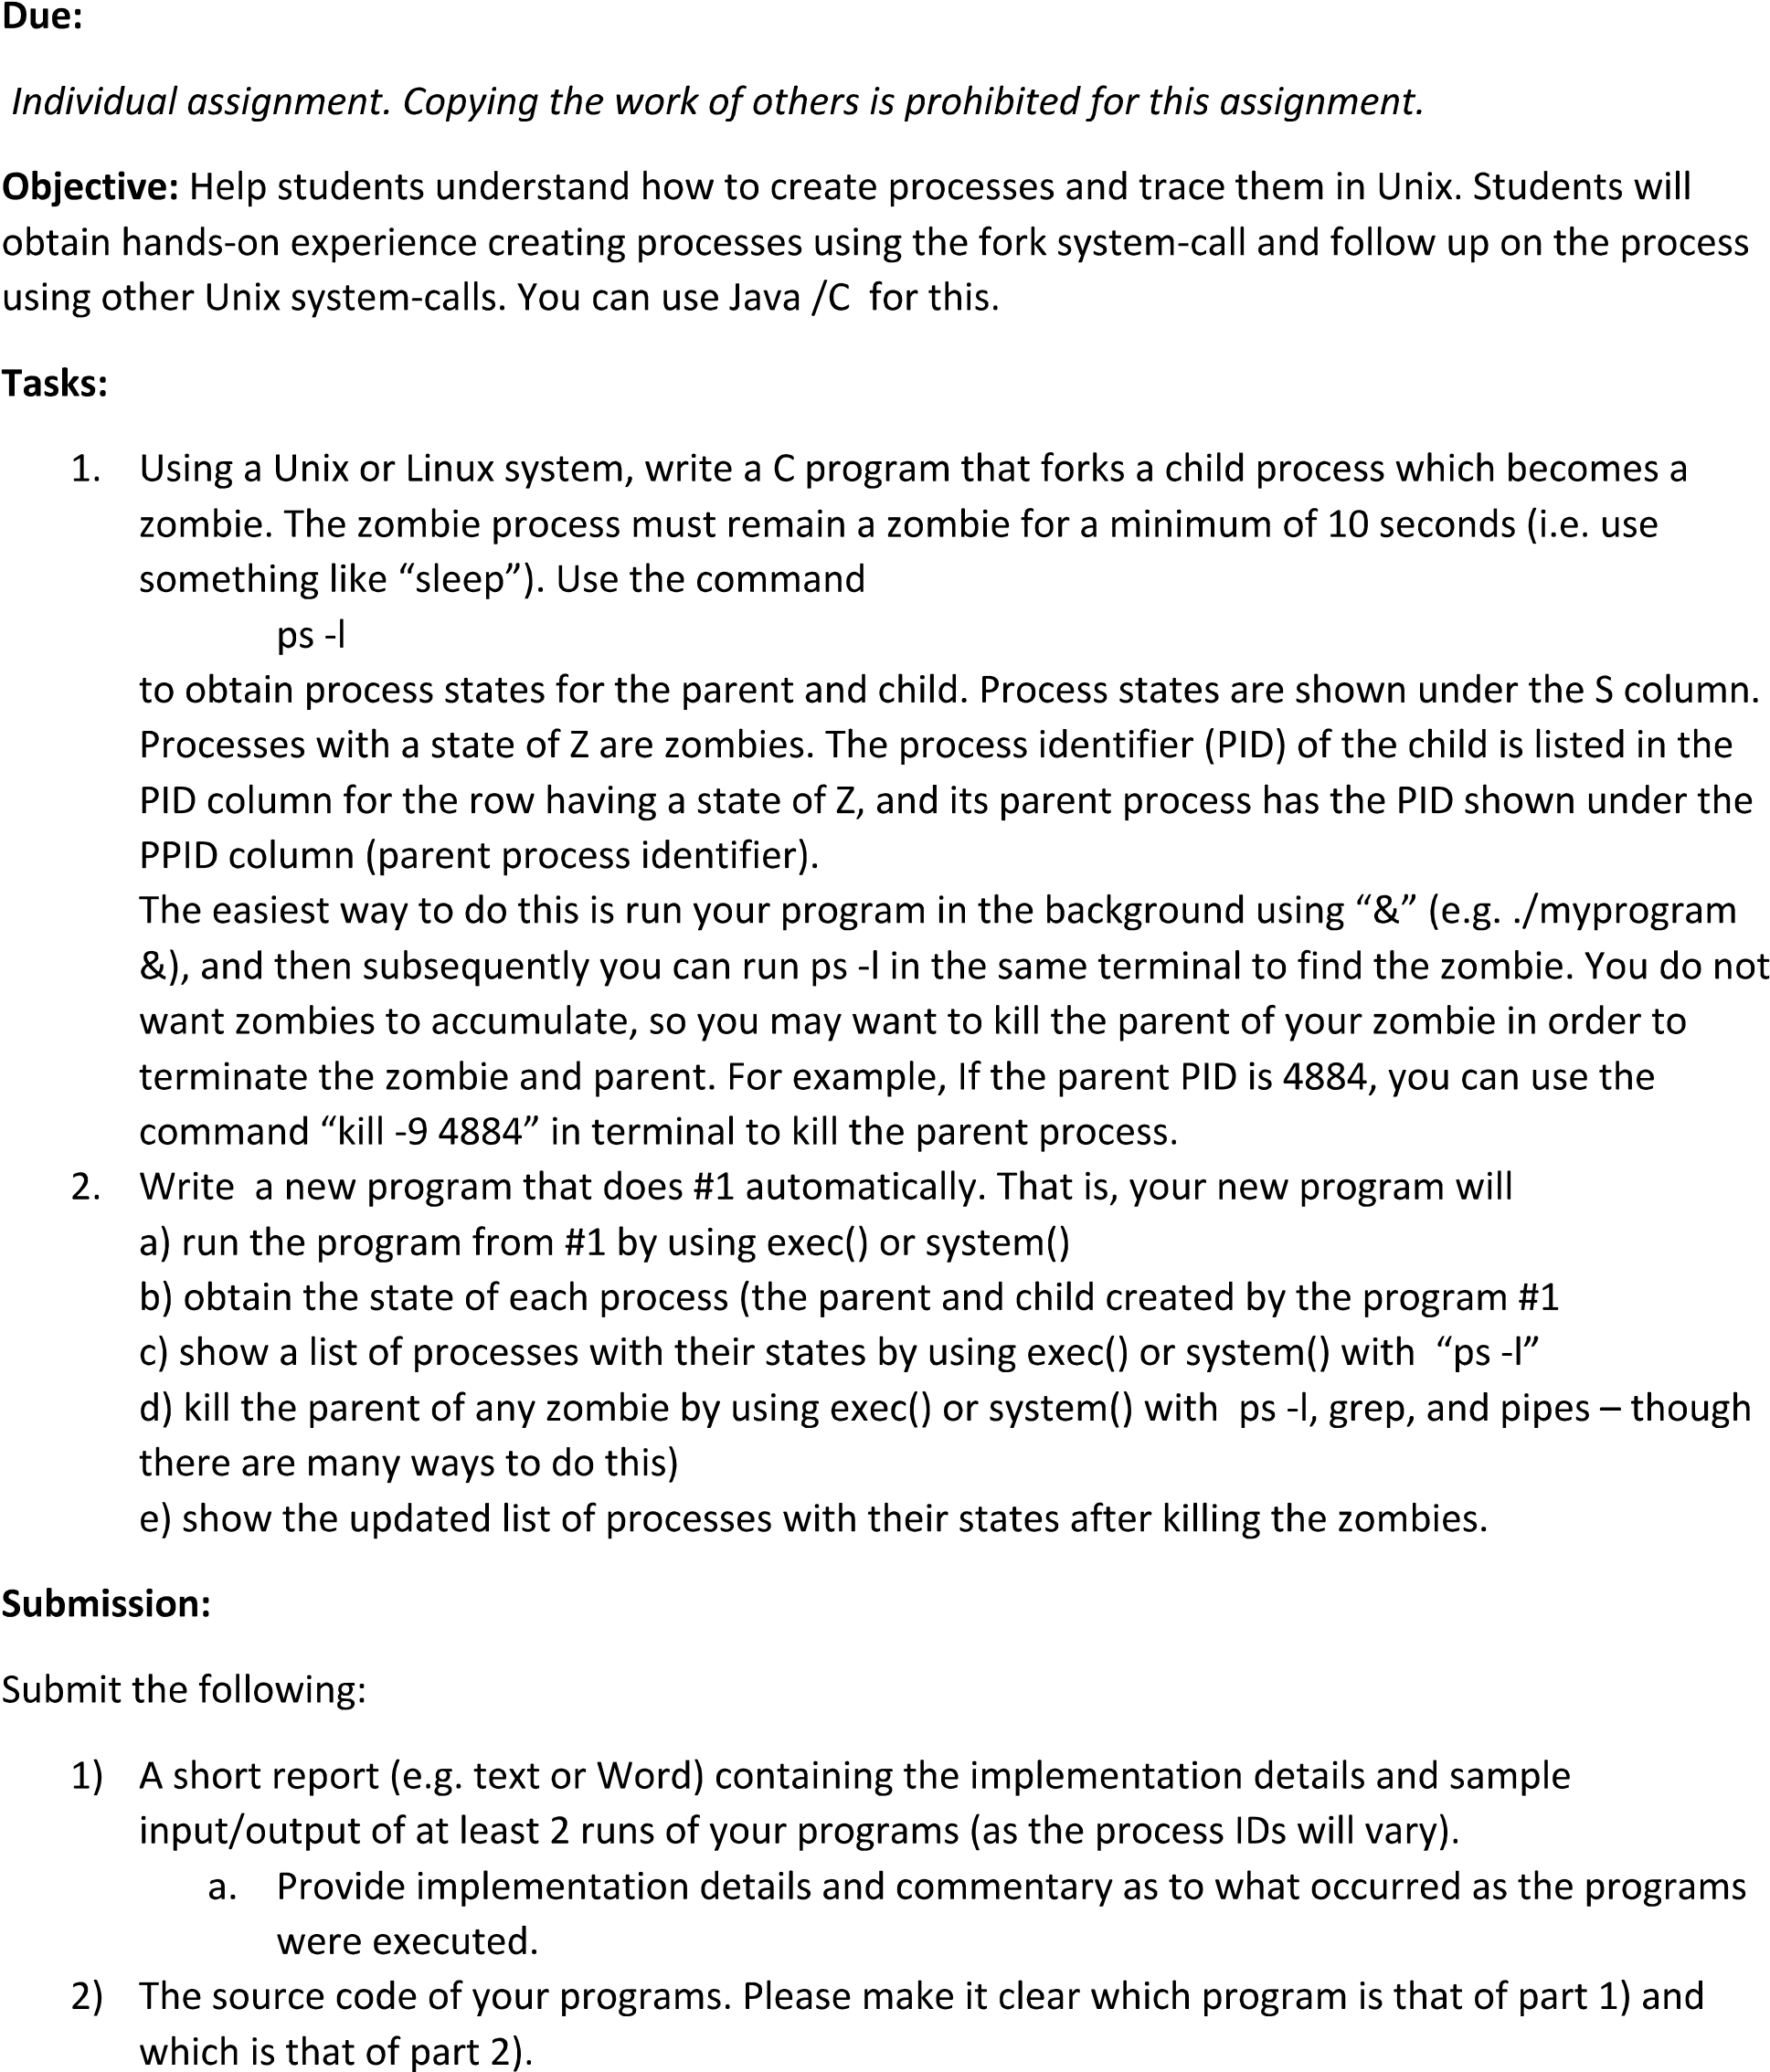 Due:
Individual assignment. Copying the work of others is prohibited for this assignment.
Objective: Help students understand how to create processes and trace them in Unix. Students will
obtain hands-on experience creating processes using the fork system-call and follow up on the process
using other Unix system-calls. You can use Java /C  for this.
Tasks:
1. Using a Unix or Linux system, write a C program that forks a child process which becomes a
zombie. The zombie process must remain a zombie for a minimum of 10 seconds (i.e. use
something like “sleep”). Use the command
ps -l
to obtain process states for the parent and child. Process states are shown under the S column.
Processes with a state of Z are zombies. The process identifier (PID) of the child is listed in the
PID column for the row having a state of Z, and its parent process has the PID shown under the
PPID column (parent process identifier).
The easiest way to do this is run your program in the background using “&” (e.g. ./myprogram
&), and then subsequently you can run ps -l in the same terminal to find the zombie. You do not
want zombies to accumulate, so you may want to kill the parent of your zombie in order to
terminate the zombie and parent. For example, If the parent PID is 4884, you can use the
command “kill -9 4884” in terminal to kill the parent process.
2. Write  a new program that does #1 automatically. That is, your new program will
a) run the program from #1 by using exec() or system()
b) obtain the state of each process (the parent and child created by the program #1
c) show a list of processes with their states by using exec() or system() with  “ps -l”
d) kill the parent of any zombie by using exec() or system() with  ps -l, grep, and pipes – though
there are many ways to do this)
e) show the updated list of processes with their states after killing the zombies.
Submission:
Submit the following:
1) A short report (e.g. text or Word) containing the implementation details and sample
input/output of at least 2 runs of your programs (as the process IDs will vary).
a. Provide implementation details and commentary as to what occurred as the programs
were executed.
2) The source code of your programs. Please make it clear which program is that of part 1) and
which is that of part 2).